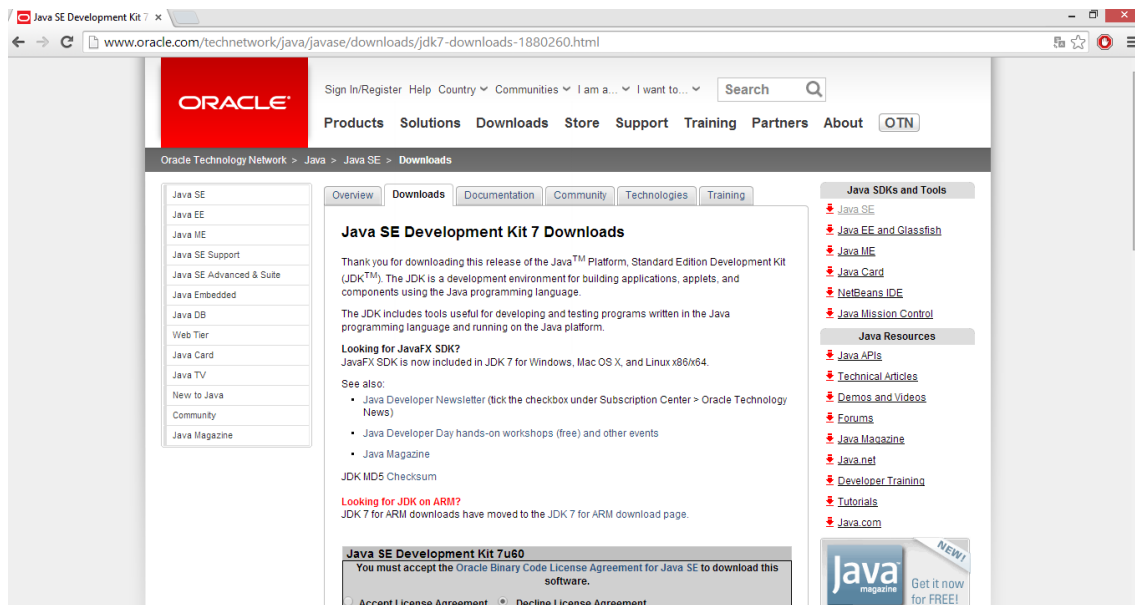 Java SE Development Kit 7
www.oracle.com/technetwork/java/javase/downloads/jdk7-downloads-1880260.html
ORACLE
Sign In/Register Help Country Communities I am a... I want to... Search
Products Solutions Downloads Store Support Training Partners About OTN
Oracle Technology Network > Java > Java SE > Downloads
Java SE
Java EE
Java ME
Java SE Support
Java SE Advanced & Suite
Java Embedded
Java DB
Web Tier
Java Card
Java TV
New to Java
Community
Java Magazine
Overview Downloads Documentation Community Technologies Training
Java SE Development Kit 7 Downloads
Thank you for downloading this release of the Java™ Platform, Standard Edition Development Kit
(JDK™). The JDK is a development environment for building applications, applets, and
components using the Java programming language.
The JDK includes tools useful for developing and testing programs written in the Java
programming language and running on the Java platform.
Looking for JavaFX SDK?
JavaFX SDK is now included in JDK 7 for Windows, Mac OS X, and Linux x86/x64.
See also:
Java Developer Newsletter (tick the checkbox under Subscription Center > Oracle Technology
News)
Java Developer Day hands-on workshops (free) and other events
Java Magazine
JDK MD5 Checksum
Looking for JDK on ARM?
JDK 7 for ARM downloads have moved to the JDK 7 for ARM download page.
Java SE Development Kit 7u60
You must accept the Oracle Binary Code License Agreement for Java SE to download this
software.
Accept License Agreement Decline License Agreement
Java SDKs and Tools
Java SE
Java EE and Glassfish
Java ME
Java Card
NetBeans IDE
Java Mission Control
Java Resources
Java APIs
Technical Articles
Demos and Videos
Forums
Java Magazine
Java.net
Developer Training
Tutorials
Java.com
NEW!
Java
magazine
Get it now
for FREE!